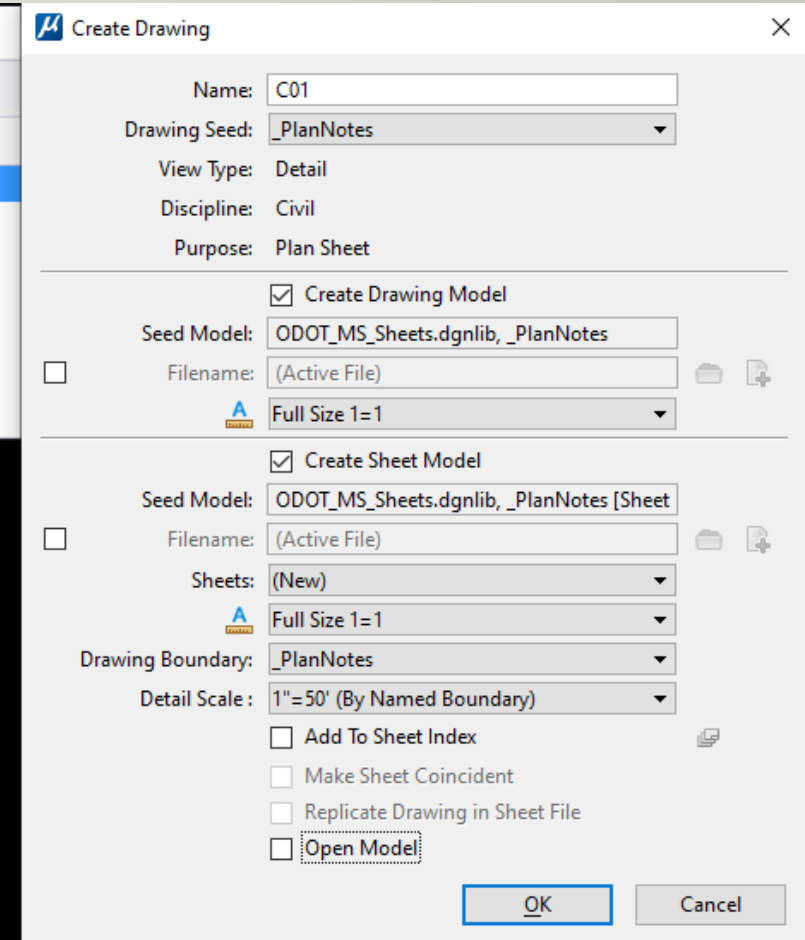 Create Drawing
Name: C01
Drawing Seed: _PlanNotes
View Type: Detail
Discipline: Civil
Purpose: Plan Sheet
Create Drawing Model
Seed Model: ODOT_MS_Sheets.dgnlib, _PlanNotes
Filename: (Active File)
A Full Size 1=1
Create Sheet Model
Seed Model: ODOT_MS_Sheets.dgnlib, _PlanNotes [Sheet
Filename: (Active File)
Sheets: (New)
A Full Size 1=1
Drawing Boundary: _PlanNotes
Detail Scale : 1"=50' (By Named Boundary)
Add To Sheet Index
Make Sheet Coincident
Replicate Drawing in Sheet File
Open Model
OK Cancel